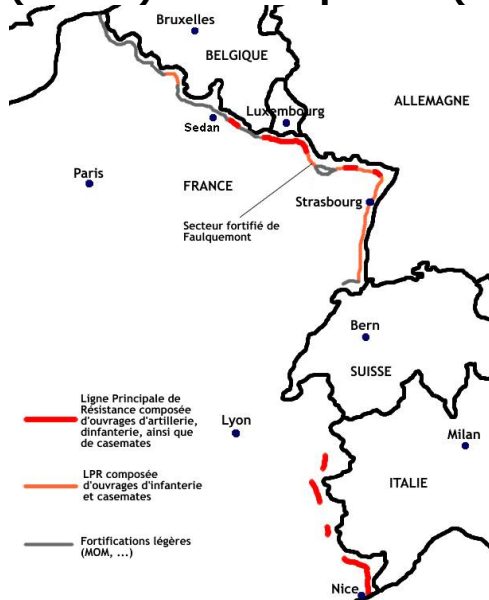 Bruxelles
BELGIQUE
Luxembourg
ALLEMAGNE
Sedan
Paris
FRANCE
Strasbourg
Secteur fortifié de
Faulquemont
Bern
SUISSE
Ligne Principale de
Résistance composée
d'ouvrages d'artillerie,
dinfanterie, ainsi que
de casemates
Lyon
Milan
LPR composée
d'ouvrages d'infanterie
et casemates
ITALIE
Fortifications légères
(MOM, ...)
Nice